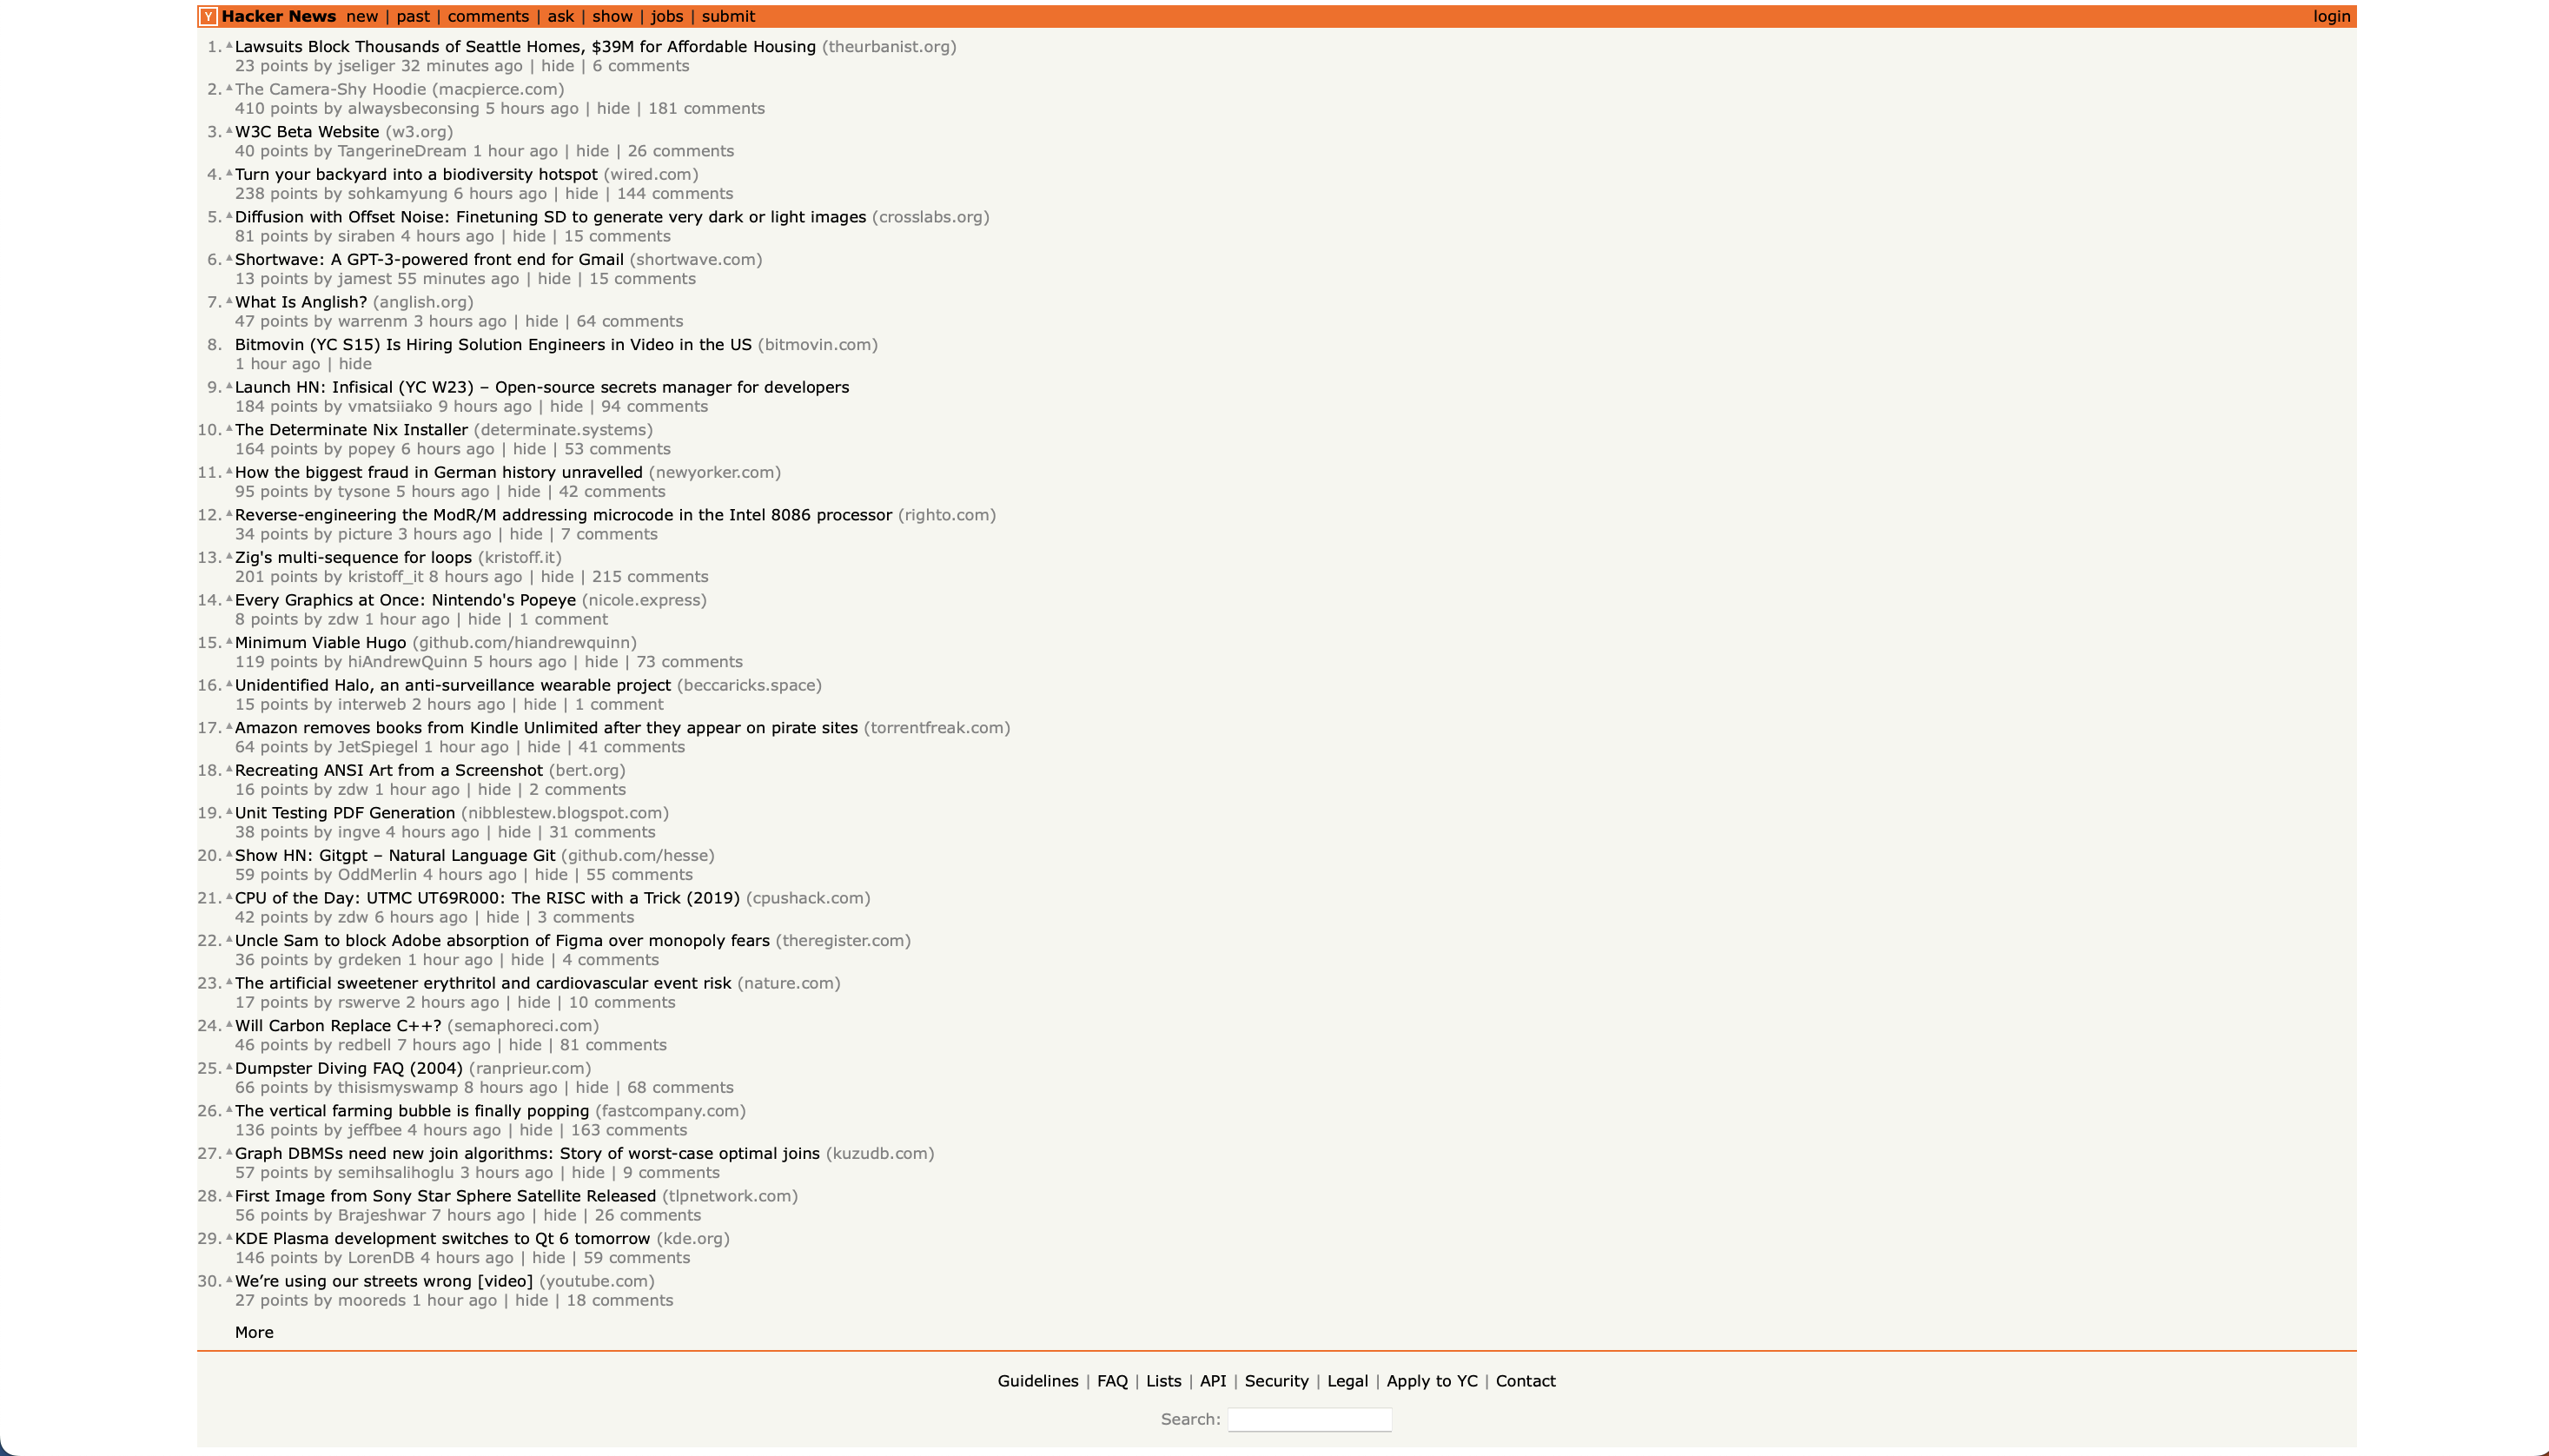 Y Hacker News new | past | comments | ask | show | jobs | submit login
1. Lawsuits Block Thousands of Seattle Homes, $39M for Affordable Housing (theurbanist.org)
23 points by jseliger 32 minutes ago | hide | 6 comments
2. The Camera-Shy Hoodie (macpierce.com)
410 points by alwaysbeconsing 5 hours ago | hide | 181 comments
3. W3C Beta Website (w3.org)
40 points by TangerineDream 1 hour ago | hide | 26 comments
4. Turn your backyard into a biodiversity hotspot (wired.com)
238 points by sohkamyung 6 hours ago | hide | 144 comments
5. Diffusion with Offset Noise: Finetuning SD to generate very dark or light images (crosslabs.org)
81 points by siraben 4 hours ago | hide | 15 comments
6. Shortwave: A GPT-3-powered front end for Gmail (shortwave.com)
13 points by jamest 55 minutes ago | hide | 15 comments
7. What Is Anglish? (anglish.org)
47 points by warrenm 3 hours ago | hide | 64 comments
8. Bitmovin (YC S15) Is Hiring Solution Engineers in Video in the US (bitmovin.com)
1 hour ago | hide
9. Launch HN: Infisical (YC W23) – Open-source secrets manager for developers
184 points by vmatsiiako 9 hours ago | hide | 94 comments
10. The Determinate Nix Installer (determinate.systems)
164 points by popey 6 hours ago | hide | 53 comments
11. How the biggest fraud in German history unravelled (newyorker.com)
95 points by tysone 5 hours ago | hide | 42 comments
12. Reverse-engineering the ModR/M addressing microcode in the Intel 8086 processor (righto.com)
34 points by picture 3 hours ago | hide | 7 comments
13. Zig's multi-sequence for loops (kristoff.it)
201 points by kristoff_it 8 hours ago | hide | 215 comments
14. Every Graphics at Once: Nintendo's Popeye (nicole.express)
8 points by zdw 1 hour ago | hide | 1 comment
15. Minimum Viable Hugo (github.com/hiandrewquinn)
119 points by hiAndrewQuinn 5 hours ago | hide | 73 comments
16. Unidentified Halo, an anti-surveillance wearable project (beccaricks.space)
15 points by interweb 2 hours ago | hide | 1 comment
17. Amazon removes books from Kindle Unlimited after they appear on pirate sites (torrentfreak.com)
64 points by JetSpiegel 1 hour ago | hide | 41 comments
18. Recreating ANSI Art from a Screenshot (bert.org)
16 points by zdw 1 hour ago | hide | 2 comments
19. Unit Testing PDF Generation (nibblestew.blogspot.com)
38 points by ingve 4 hours ago | hide | 31 comments
20. Show HN: Gitgpt – Natural Language Git (github.com/hesse)
59 points by OddMerlin 4 hours ago | hide | 55 comments
21. CPU of the Day: UTMC UT69R000: The RISC with a Trick (2019) (cpushack.com)
42 points by zdw 6 hours ago | hide | 3 comments
22. Uncle Sam to block Adobe absorption of Figma over monopoly fears (theregister.com)
36 points by grdeken 1 hour ago | hide | 4 comments
23. The artificial sweetener erythritol and cardiovascular event risk (nature.com)
17 points by rswerve 2 hours ago | hide | 10 comments
24. Will Carbon Replace C++? (semaphoreci.com)
46 points by redbell 7 hours ago | hide | 81 comments
25. Dumpster Diving FAQ (2004) (ranprieur.com)
66 points by thisismyswamp 8 hours ago | hide | 68 comments
26. The vertical farming bubble is finally popping (fastcompany.com)
136 points by jeffbee 4 hours ago | hide | 163 comments
27. Graph DBMSs need new join algorithms: Story of worst-case optimal joins (kuzudb.com)
57 points by semihsalihoglu 3 hours ago | hide | 9 comments
28. First Image from Sony Star Sphere Satellite Released (tlpnetwork.com)
56 points by Brajeshwar 7 hours ago | hide | 26 comments
29. KDE Plasma development switches to Qt 6 tomorrow (kde.org)
146 points by LorenDB 4 hours ago | hide | 59 comments
30. We’re using our streets wrong [video] (youtube.com)
27 points by mooreds 1 hour ago | hide | 18 comments
More
Guidelines | FAQ | Lists | API | Security | Legal | Apply to YC | Contact
Search: